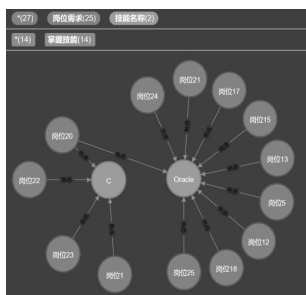 *(27) 岗位需求(25) 技能名称(2)
*(14) 掌握技能(14)
岗位21
岗位24
岗位17
岗位15
岗位20
岗位13
岗位22
C
Oracle
岗位5
岗位12
岗位23
岗位1
岗位25
岗位18